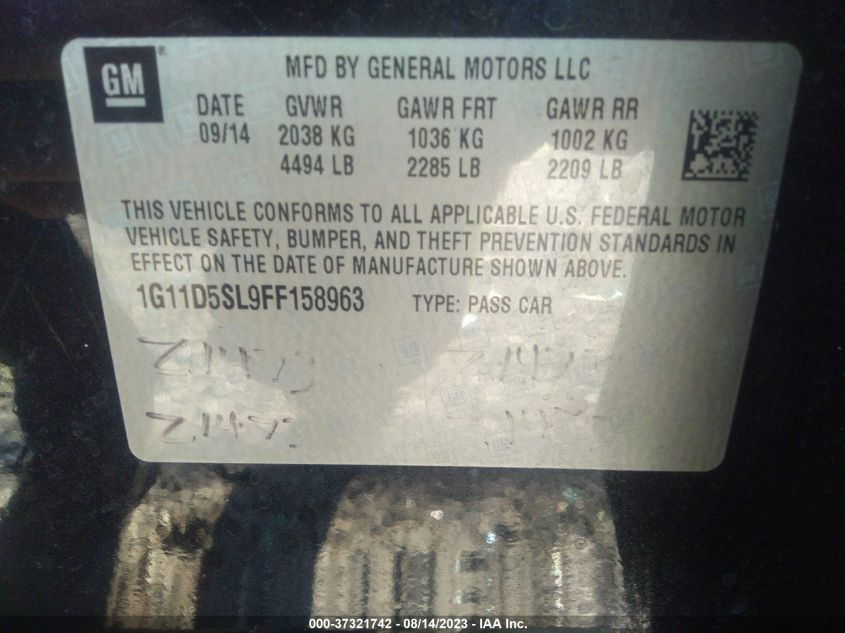 GM ®
MFD BY GENERAL MOTORS LLC
DATE GVWR GAWR FRT GAWR RR
09/14 2038 KG 1036 KG 1002 KG
4494 LB 2285 LB 2209 LB
THIS VEHICLE CONFORMS TO ALL APPLICABLE U.S. FEDERAL MOTOR
VEHICLE SAFETY, BUMPER, AND THEFT PREVENTION STANDARDS IN
EFFECT ON THE DATE OF MANUFACTURE SHOWN ABOVE.
1G11D5SL9FF158963 TYPE: PASS CAR
000-37321742 - 08/14/2023 - IAA Inc.